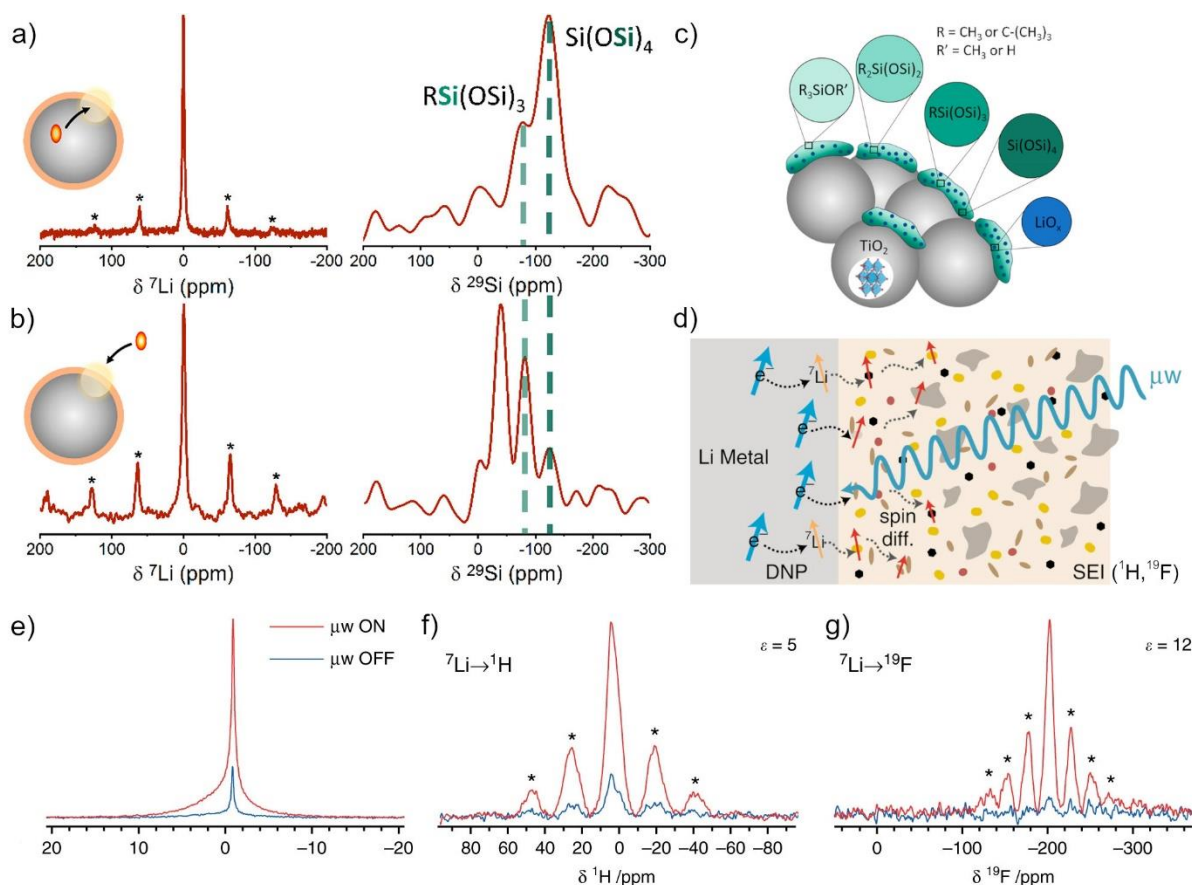 a)
RSi(OSi)₃
Si(OSi)₄
* * * *
200 100 0 -100 -200
δ ⁷Li (ppm)
200 100 0 -100 -200 -300
δ ²⁹Si (ppm)
b)
* * * *
200 100 0 -100 -200
δ ⁷Li (ppm)
200 100 0 -100 -200 -300
δ ²⁹Si (ppm)
c)
R = CH₃ or C-(CH₃)₃
R' = CH₃ or H
R₃SiOR'
R₂Si(OSi)₂
RSi(OSi)₃
Si(OSi)₄
LiOₓ
TiO₂
d)
μw
e⁻ ⁷Li
e⁻
Li Metal
e⁻
spin
diff.
e⁻ ⁷Li
DNP
SEI (¹H, ¹⁹F)
e)
μw ON
μw OFF
20 10 0 −10 −20
f)
⁷Li→¹H
ε = 5
* * * *
80 60 40 20 0 −20 −40 −60 −80
δ ¹H /ppm
g)
⁷Li→¹⁹F
ε = 12
* * * * * *
0 −100 −200 −300
δ ¹⁹F /ppm